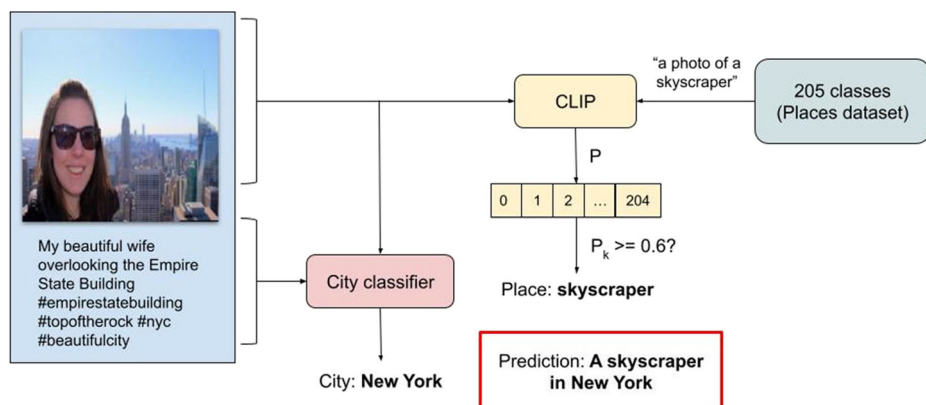 My beautiful wife
overlooking the Empire
State Building
#empirestatebuilding
#topoftherock #nyc
#beautifulcity
City classifier
City: New York
CLIP
"a photo of a
skyscraper"
205 classes
(Places dataset)
P
0 1 2 ... 204
Pk >= 0.6?
Place: skyscraper
Prediction: A skyscraper
in New York